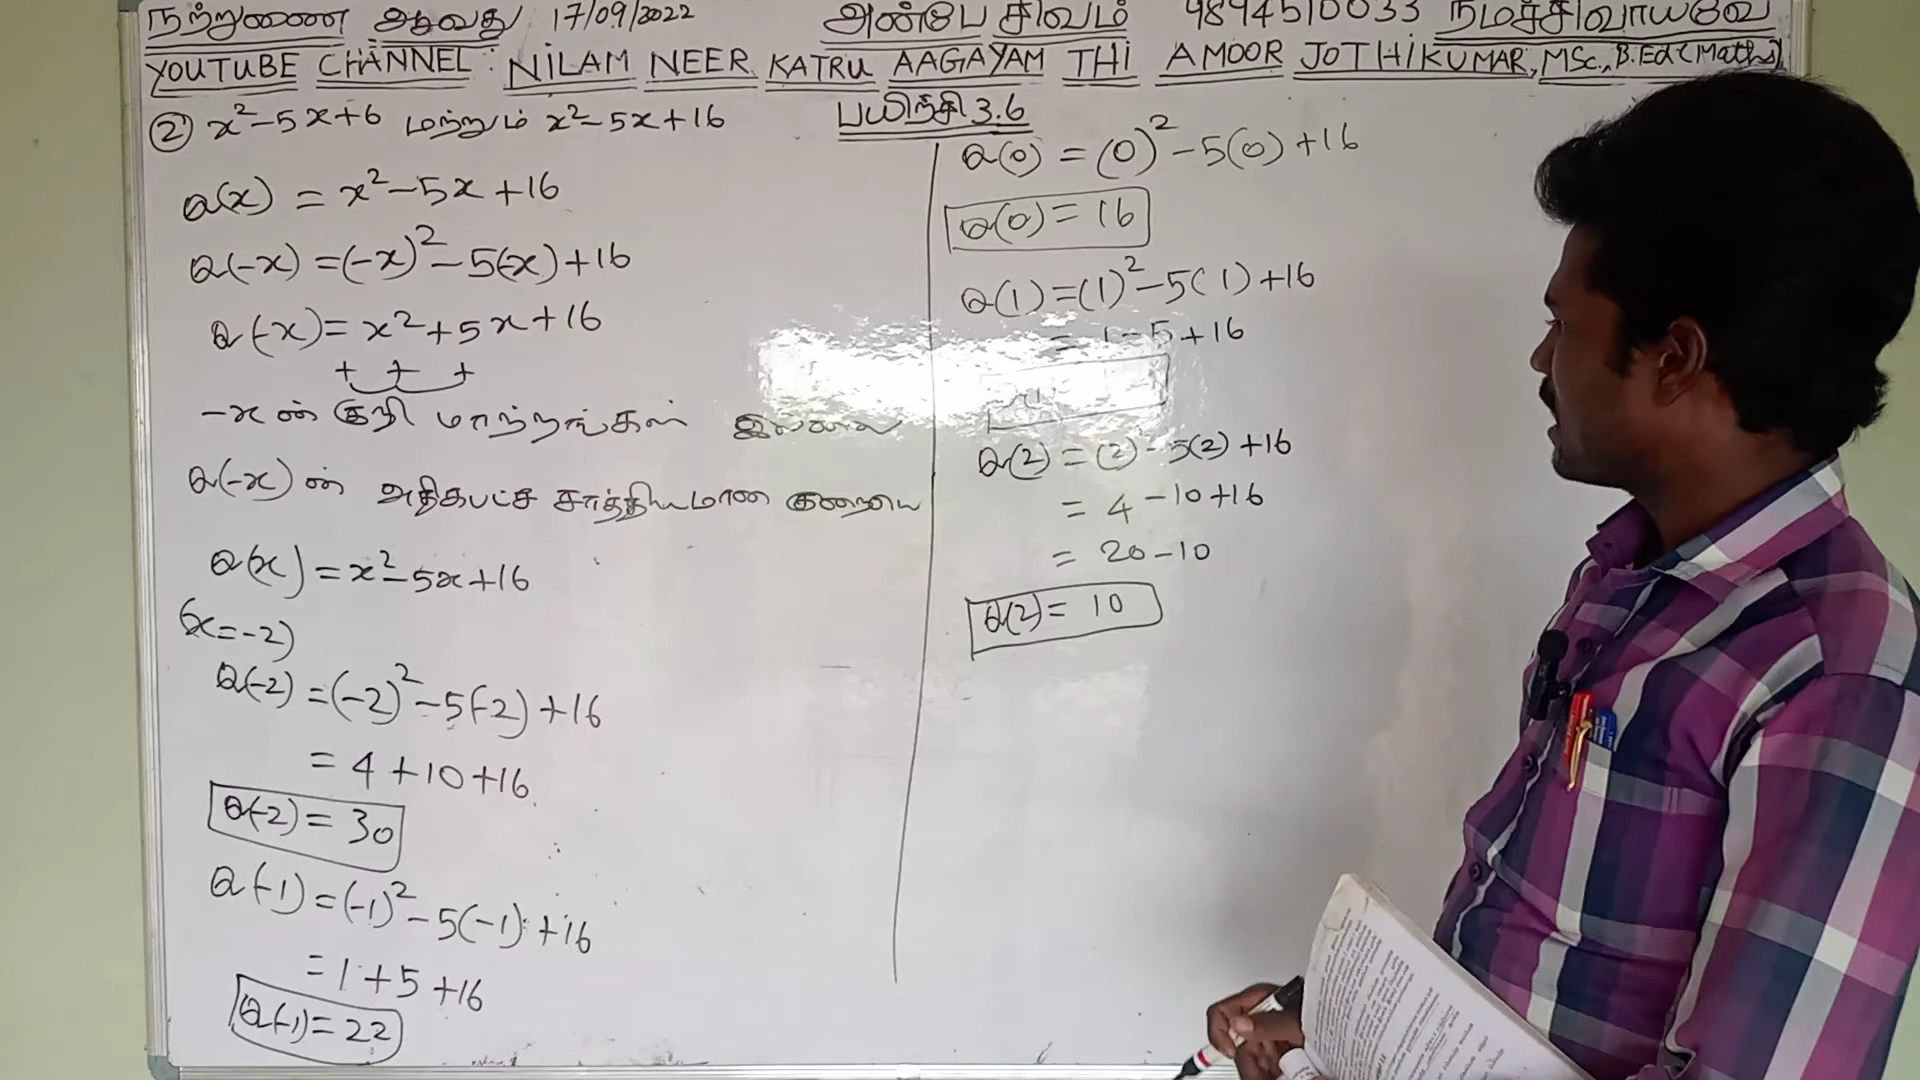 நற்றுணை ஆவது 17/09/2022 அன்பே சிவம் 9894510033 நமச்சிவாயவே
YOUTUBE CHANNEL : NILAM NEER KATRU AAGAYAM THI AMOOR JOTHIKUMAR, MSc., B.Ed (Maths)
② x²-5x+6 மற்றும் x²-5x+16 பயிற்சி 3.6
Q(x) = x²-5x+16
Q(-x) = (-x)²-5(-x)+16
Q(-x) = x²+5x+16
+ + +
-x ன் குறி மாற்றங்கள் இல்லை
Q(-x) ன் அதிகபட்ச சாத்தியமான குறையெ
Q(x) = x²-5x+16
(x=-2)
Q(-2) = (-2)²-5(-2)+16
= 4+10+16
Q(-2) = 30
Q(-1) = (-1)²-5(-1)+16
= 1+5+16
Q(-1) = 22
Q(0) = (0)²-5(0)+16
Q(0) = 16
Q(1) = (1)²-5(1)+16
= 1-5+16
Q(2) = (2)²-5(2)+16
= 4-10+16
= 20-10
Q(2) = 10